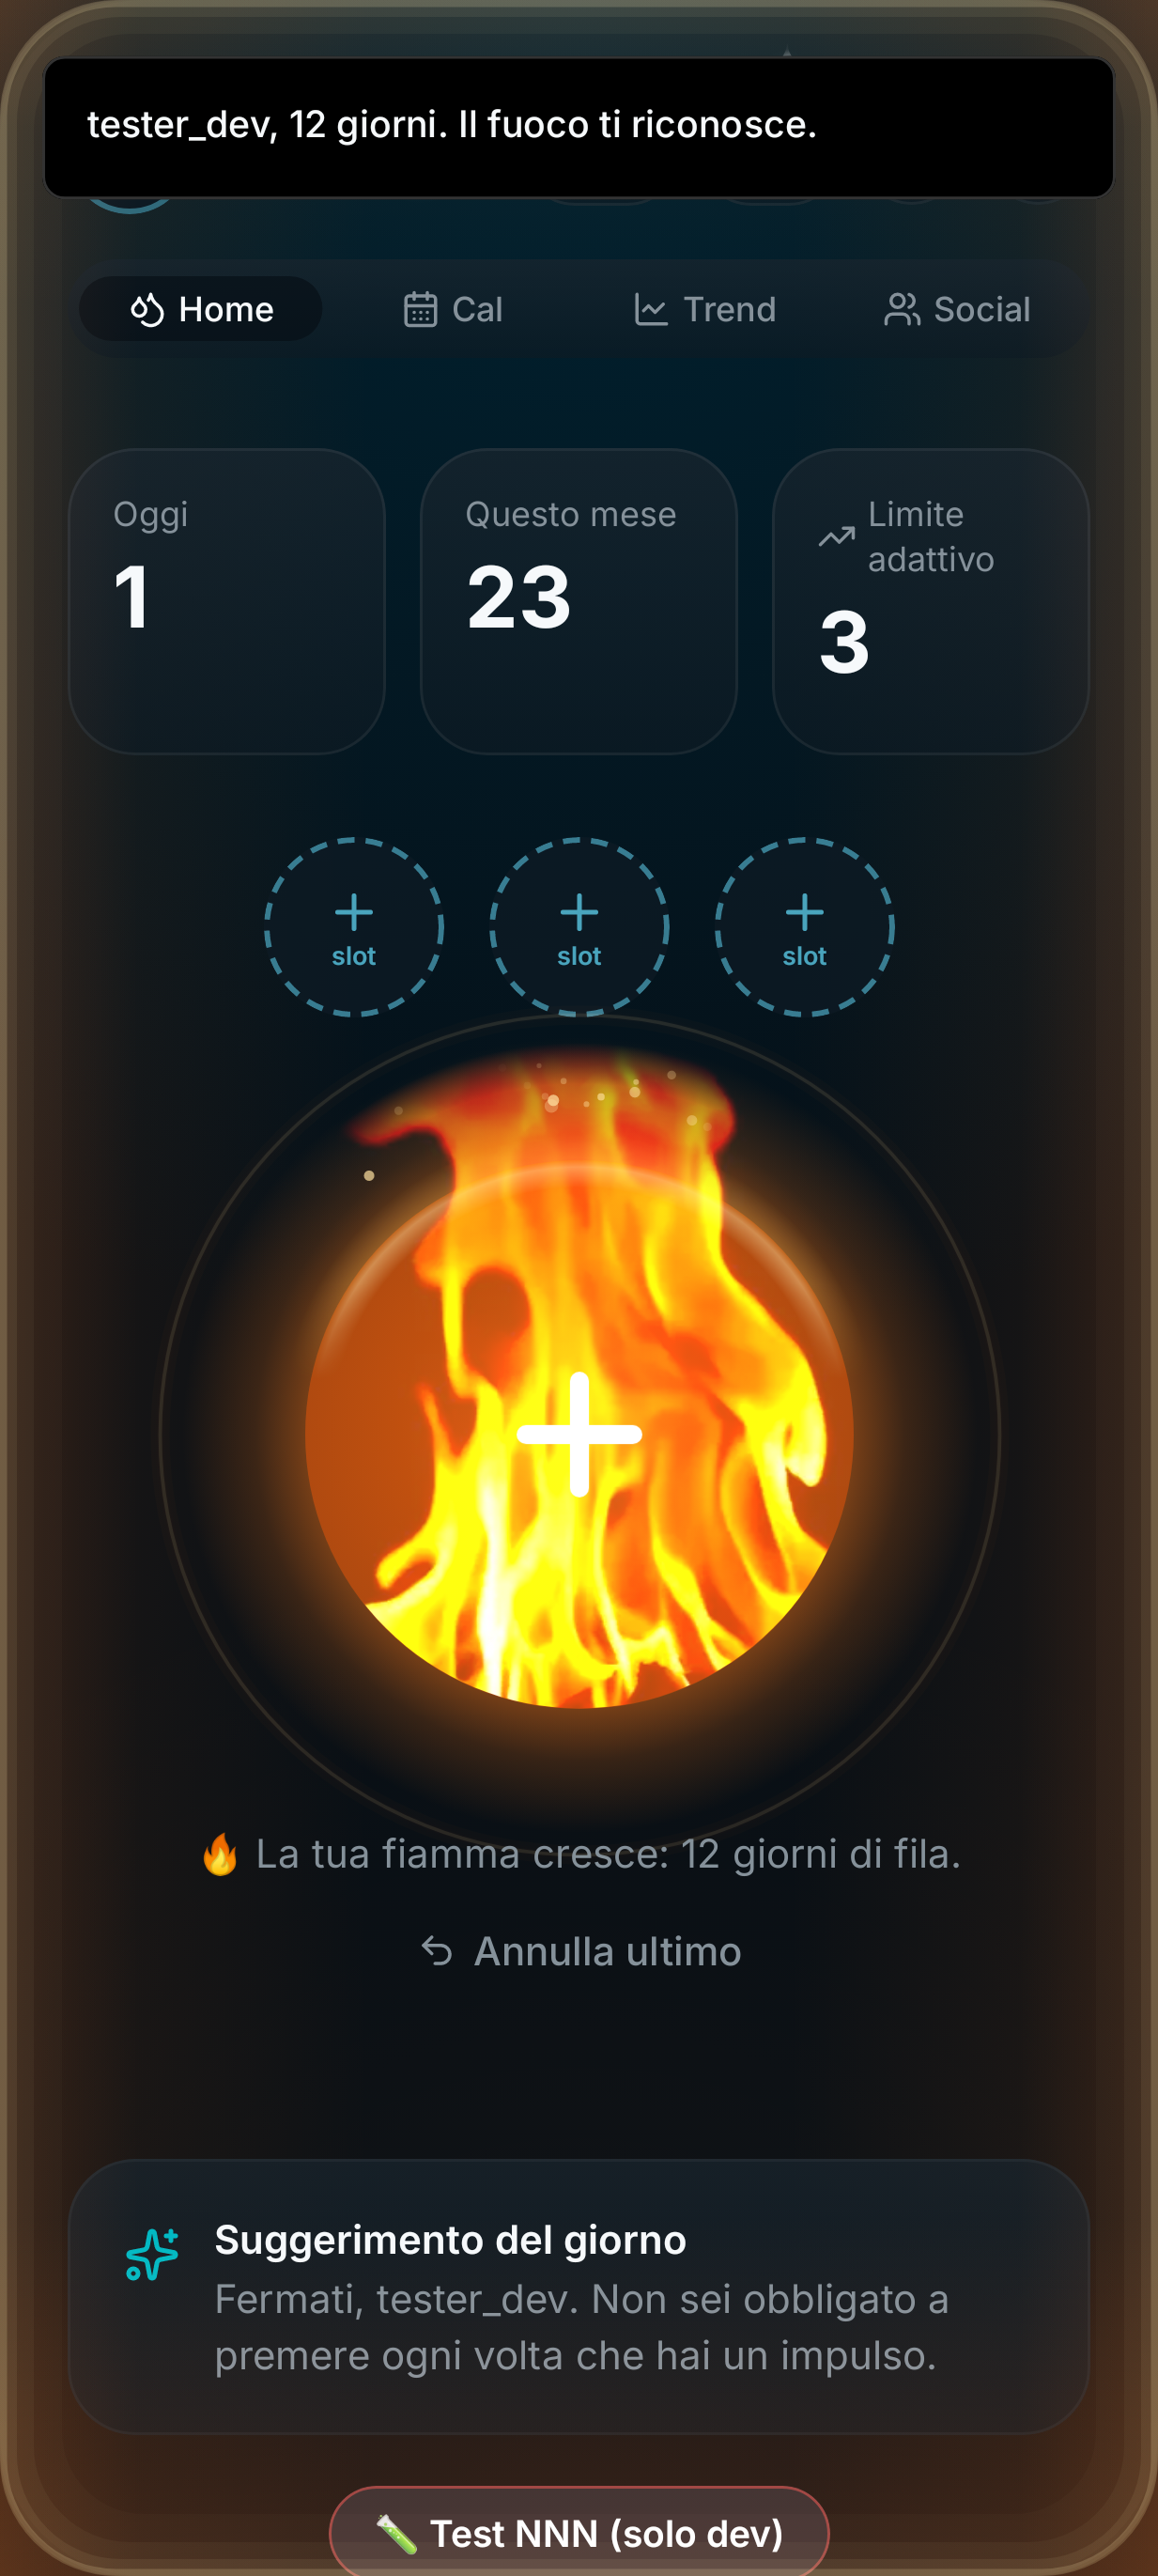 tester_dev, 12 giorni. Il fuoco ti riconosce.
Home
Cal
Trend
Social
Oggi
1
Questo mese
23
Limite
adattivo
3
slot
slot
slot
🔥 La tua fiamma cresce: 12 giorni di fila.
Annulla ultimo
Suggerimento del giorno
Fermati, tester_dev. Non sei obbligato a
premere ogni volta che hai un impulso.
🧪 Test NNN (solo dev)